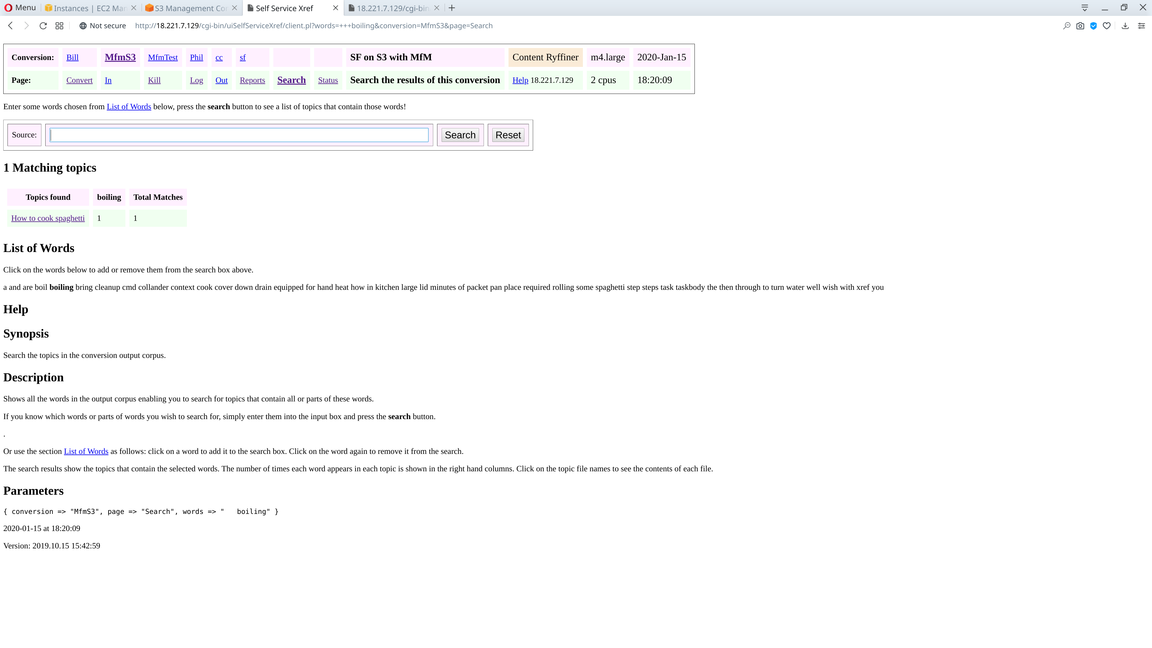 Menu
Instances | EC2 Mar
S3 Management Co
Self Service Xref
18.221.7.129/cgi-bin
Not secure
http://18.221.7.129/cgi-bin/uiSelfServiceXref/client.pl?words=+++boiling&conversion=MfmS3&page=Search
Conversion: Bill MfmS3 MfmTest Phil cc sf SF on S3 with MfM Content Ryffiner m4.large 2020-Jan-15
Page: Convert In Kill Log Out Reports Search Status Search the results of this conversion Help 18.221.7.129 2 cpus 18:20:09
Enter some words chosen from List of Words below, press the search button to see a list of topics that contain those words!
Source: Search Reset
1 Matching topics
Topics found boiling Total Matches
How to cook spaghetti 1 1
List of Words
Click on the words below to add or remove them from the search box above.
a and are boil boiling bring cleanup cmd collander context cook cover down drain equipped for hand heat how in kitchen large lid minutes of packet pan place required rolling some spaghetti step steps task taskbody the then through to turn water well wish with xref you
Help
Synopsis
Search the topics in the conversion output corpus.
Description
Shows all the words in the output corpus enabling you to search for topics that contain all or parts of these words.
If you know which words or parts of words you wish to search for, simply enter them into the input box and press the search button.
.
Or use the section List of Words as follows: click on a word to add it to the search box. Click on the word again to remove it from the search.
The search results show the topics that contain the selected words. The number of times each word appears in each topic is shown in the right hand columns. Click on the topic file names to see the contents of each file.
Parameters
{ conversion => "MfmS3", page => "Search", words => "   boiling" }
2020-01-15 at 18:20:09
Version: 2019.10.15 15:42:59